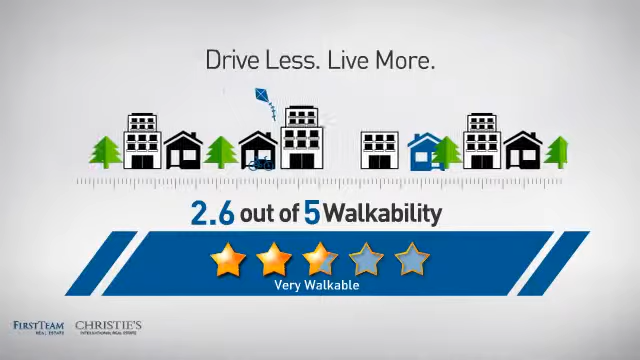 Drive Less. Live More.
2.6 out of 5 Walkability
Very Walkable
FIRST TEAM CHRISTIE'S
REAL ESTATE INTERNATIONAL REAL ESTATE